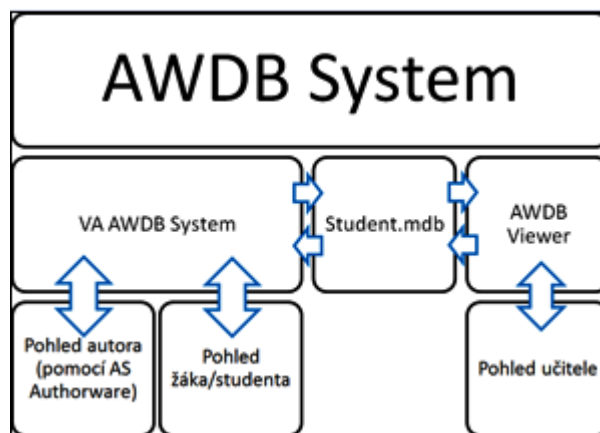 AWDB System
VA AWDB System
Student.mdb
AWDB
Viewer
Pohled autora
(pomocí AS
Authorware)
Pohled
žáka/studenta
Pohled učitele